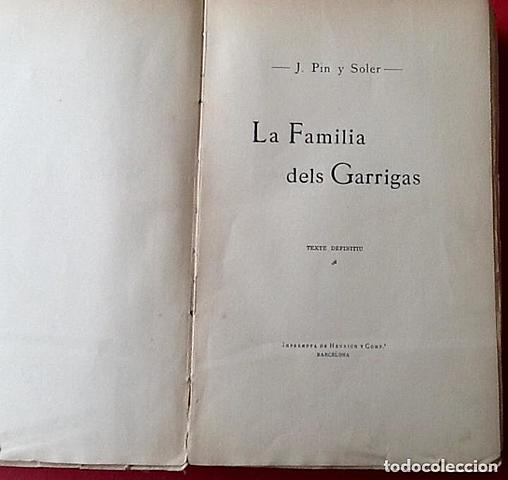 — J. Pin y Soler —
La Familia
dels Garrigas
TEXTE DEFINITIU
IMPREMPTA DE HENRICH Y COMP.ª
BARCELONA
todocoleccion